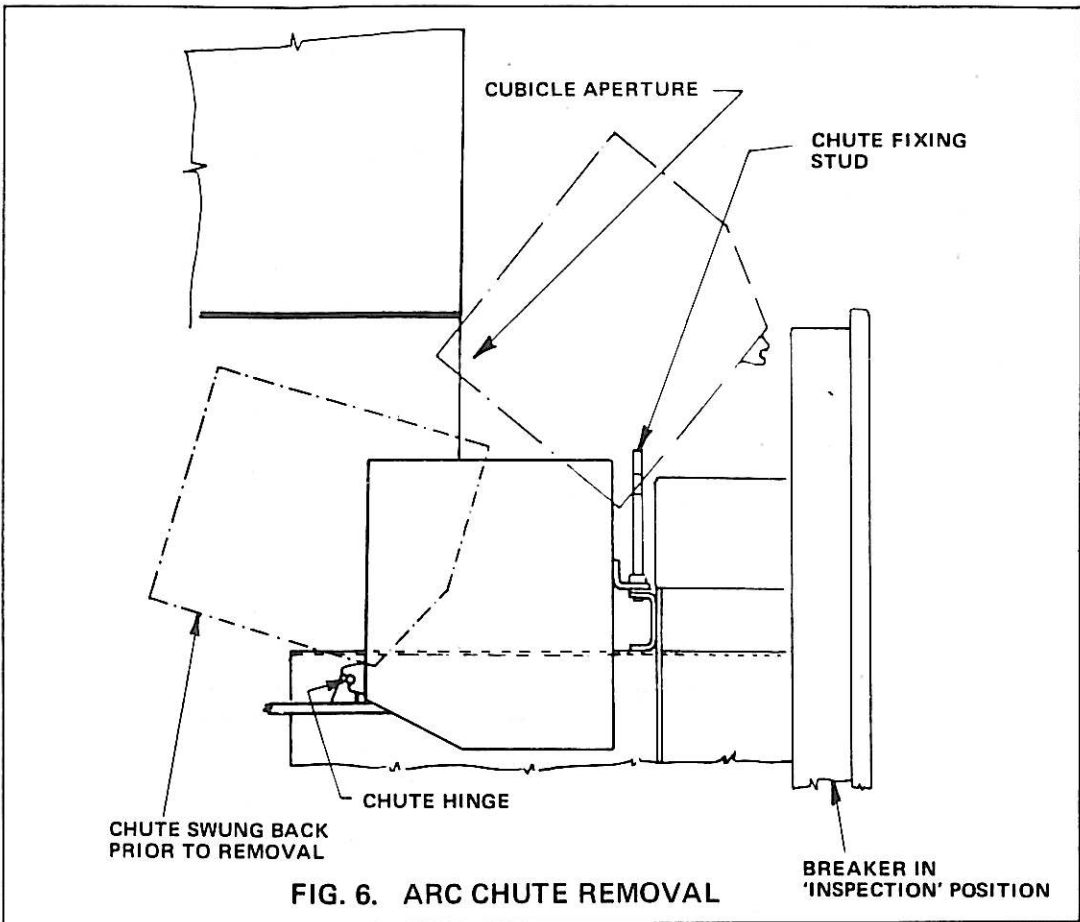 CUBICLE APERTURE
CHUTE FIXING
STUD
CHUTE HINGE
CHUTE SWUNG BACK
PRIOR TO REMOVAL
BREAKER IN
'INSPECTION' POSITION
FIG. 6. ARC CHUTE REMOVAL